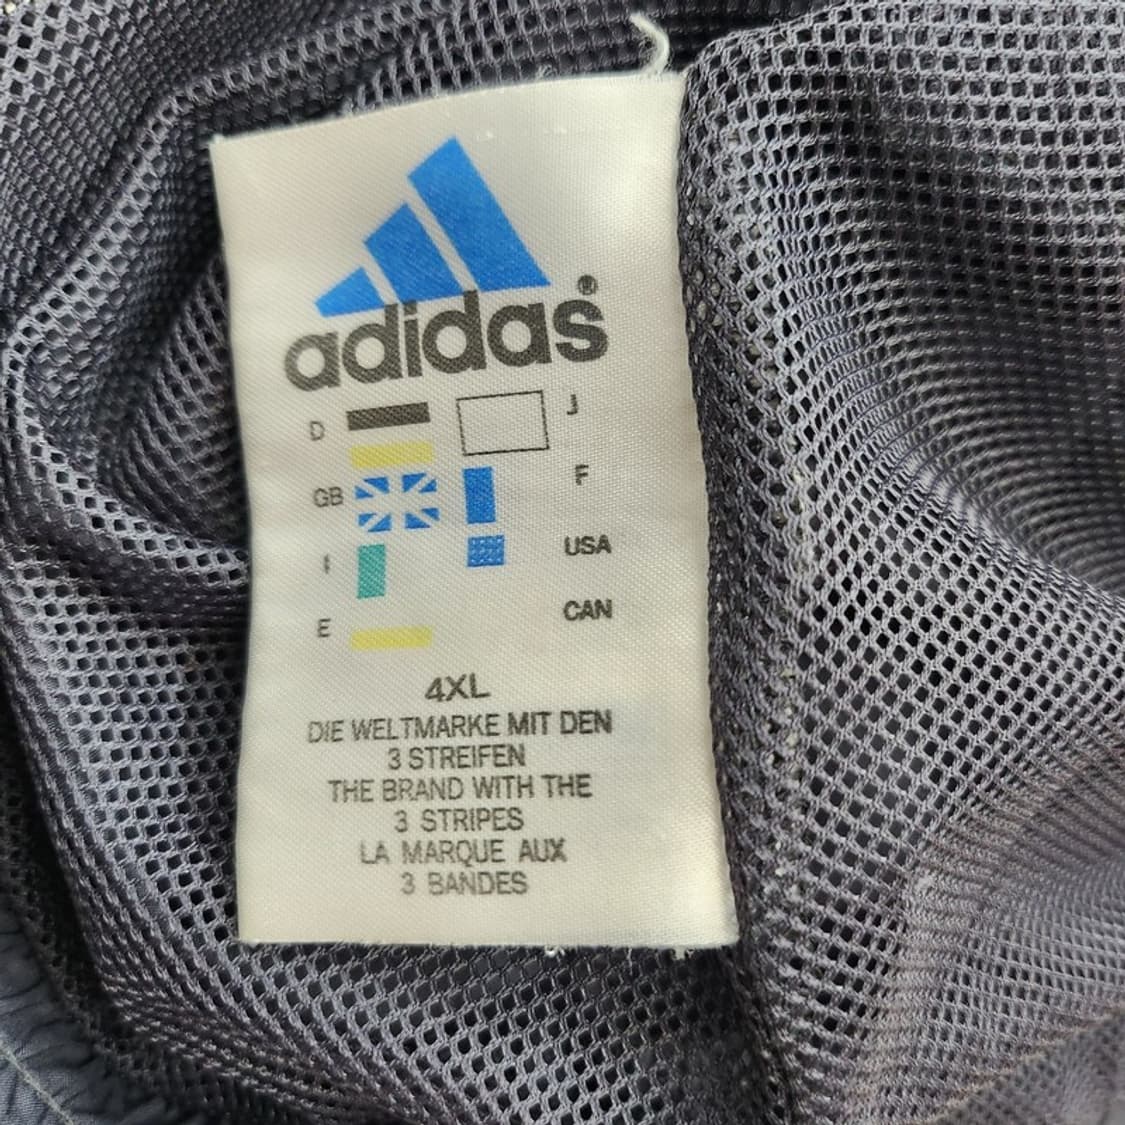 adidas®
D J
GB F
I USA
E CAN
4XL
DIE WELTMARKE MIT DEN
3 STREIFEN
THE BRAND WITH THE
3 STRIPES
LA MARQUE AUX
3 BANDES